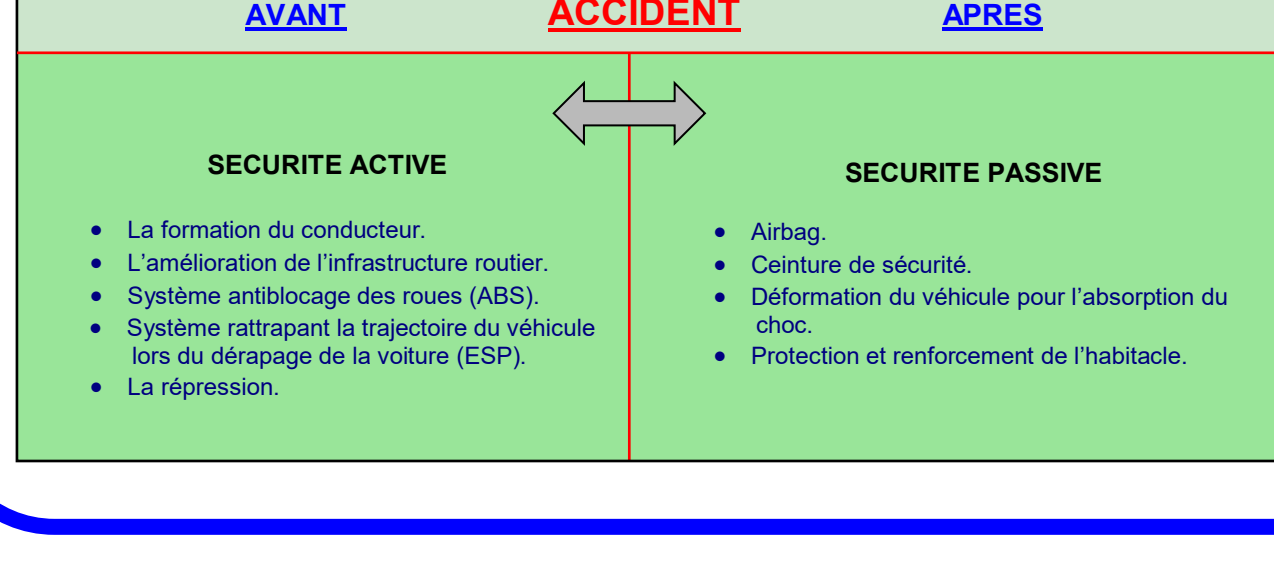 AVANT ACCIDENT APRES
SECURITE ACTIVE
• La formation du conducteur.
• L’amélioration de l’infrastructure routier.
• Système antiblocage des roues (ABS).
• Système rattrapant la trajectoire du véhicule
lors du dérapage de la voiture (ESP).
• La répression.
SECURITE PASSIVE
• Airbag.
• Ceinture de sécurité.
• Déformation du véhicule pour l’absorption du
choc.
• Protection et renforcement de l’habitacle.